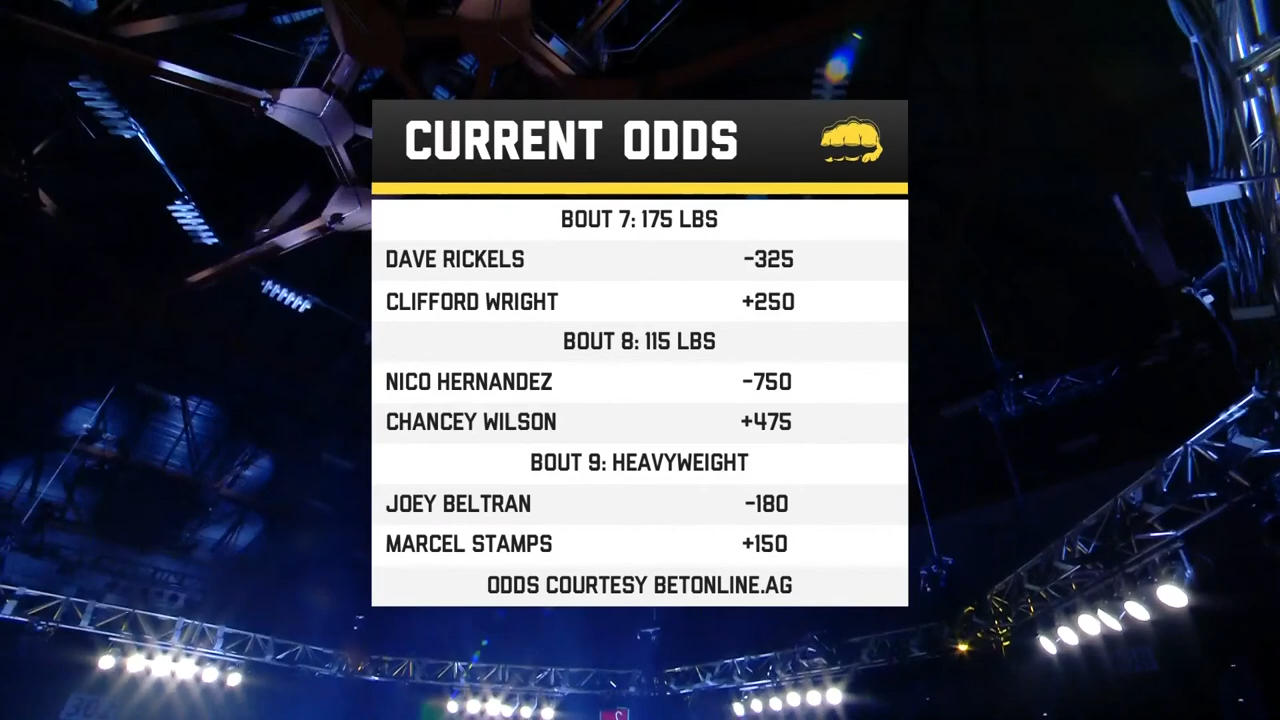 CURRENT ODDS
BOUT 7: 175 LBS
DAVE RICKELS -325
CLIFFORD WRIGHT +250
BOUT 8: 115 LBS
NICO HERNANDEZ -750
CHANCEY WILSON +475
BOUT 9: HEAVYWEIGHT
JOEY BELTRAN -180
MARCEL STAMPS +150
ODDS COURTESY BETONLINE.AG